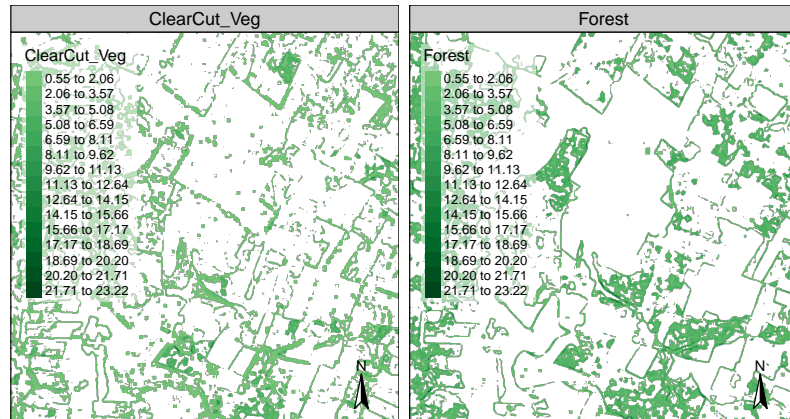 ClearCut_Veg
ClearCut_Veg
0.55 to 2.06
2.06 to 3.57
3.57 to 5.08
5.08 to 6.59
6.59 to 8.11
8.11 to 9.62
9.62 to 11.13
11.13 to 12.64
12.64 to 14.15
14.15 to 15.66
15.66 to 17.17
17.17 to 18.69
18.69 to 20.20
20.20 to 21.71
21.71 to 23.22
N
Forest
Forest
0.55 to 2.06
2.06 to 3.57
3.57 to 5.08
5.08 to 6.59
6.59 to 8.11
8.11 to 9.62
9.62 to 11.13
11.13 to 12.64
12.64 to 14.15
14.15 to 15.66
15.66 to 17.17
17.17 to 18.69
18.69 to 20.20
20.20 to 21.71
21.71 to 23.22
N